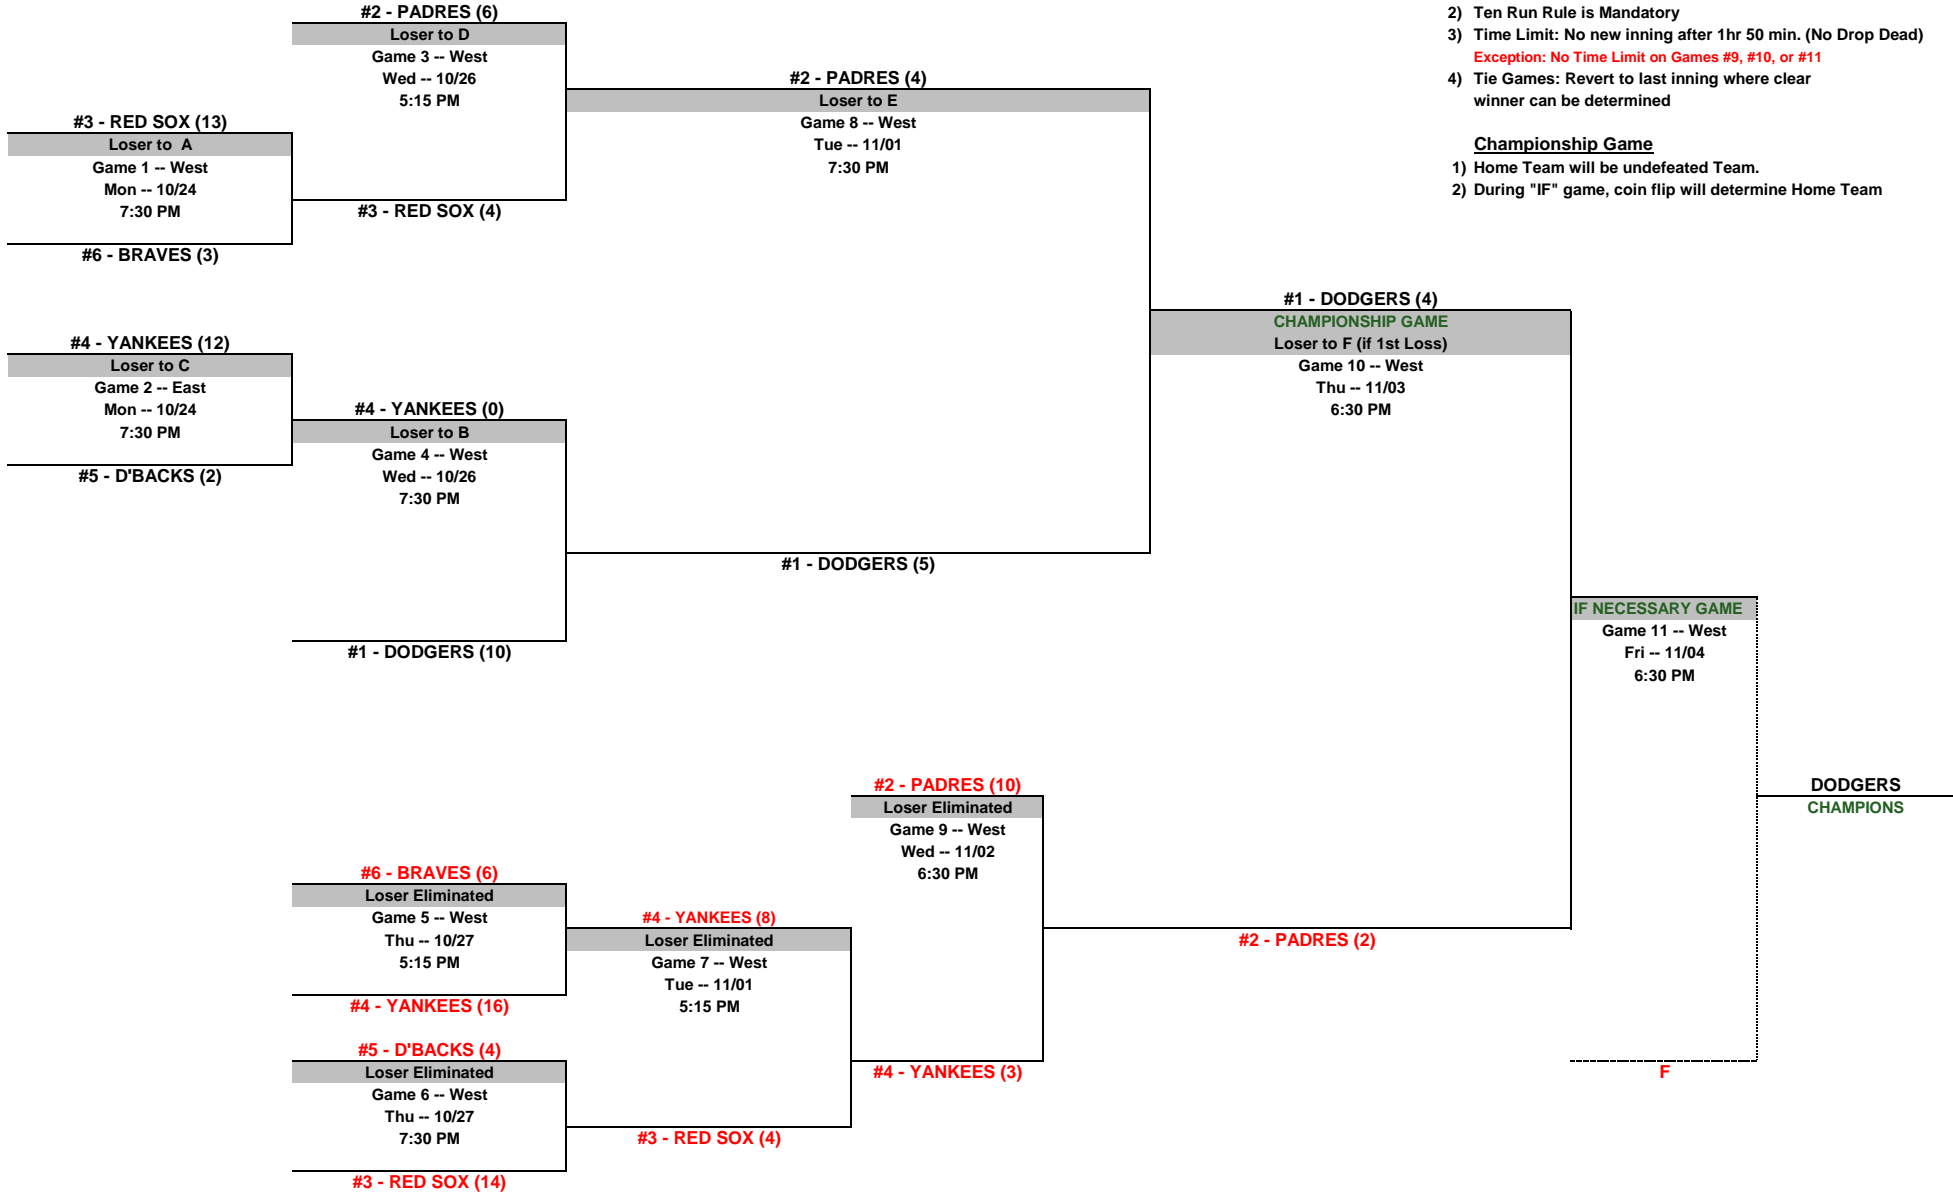 #2 - PADRES (6)
Loser to D
Game 3 -- West
Wed -- 10/26
5:15 PM
#3 - RED SOX (4)
2) Ten Run Rule is Mandatory
3) Time Limit: No new inning after 1hr 50 min. (No Drop Dead)
Exception: No Time Limit on Games #9, #10, or #11
4) Tie Games: Revert to last inning where clear
winner can be determined
Championship Game
1) Home Team will be undefeated Team.
2) During "IF" game, coin flip will determine Home Team
#3 - RED SOX (13)
Loser to A
Game 1 -- West
Mon -- 10/24
7:30 PM
#6 - BRAVES (3)
#2 - PADRES (4)
Loser to E
Game 8 -- West
Tue -- 11/01
7:30 PM
#1 - DODGERS (5)
#4 - YANKEES (12)
Loser to C
Game 2 -- East
Mon -- 10/24
7:30 PM
#5 - D'BACKS (2)
#4 - YANKEES (0)
Loser to B
Game 4 -- West
Wed -- 10/26
7:30 PM
#1 - DODGERS (10)
#1 - DODGERS (4)
CHAMPIONSHIP GAME
Loser to F (if 1st Loss)
Game 10 -- West
Thu -- 11/03
6:30 PM
#2 - PADRES (2)
IF NECESSARY GAME
Game 11 -- West
Fri -- 11/04
6:30 PM
F
DODGERS
CHAMPIONS
#2 - PADRES (10)
Loser Eliminated
Game 9 -- West
Wed -- 11/02
6:30 PM
#4 - YANKEES (3)
#6 - BRAVES (6)
Loser Eliminated
Game 5 -- West
Thu -- 10/27
5:15 PM
#4 - YANKEES (16)
#4 - YANKEES (8)
Loser Eliminated
Game 7 -- West
Tue -- 11/01
5:15 PM
#3 - RED SOX (4)
#5 - D'BACKS (4)
Loser Eliminated
Game 6 -- West
Thu -- 10/27
7:30 PM
#3 - RED SOX (14)